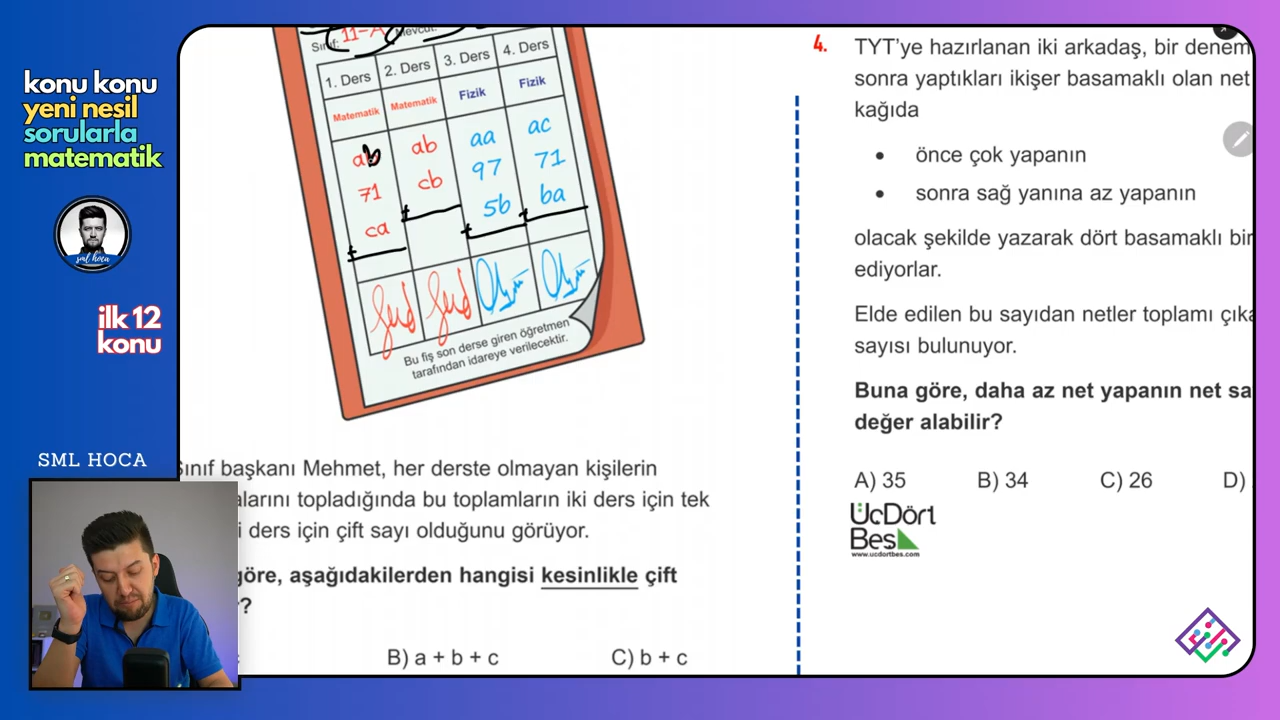 konu konu
yeni nesil
sorularla
matematik
sml hoca
ilk 12
konu
SML HOCA
Sınıf: 11-A Mevcut:
1. Ders 2. Ders 3. Ders 4. Ders
Matematik Matematik Fizik Fizik
ab ab aa ac
71 cb 97 71
ca 5b ba
Bu fiş son derse giren öğretmen
tarafından idareye verilecektir.
Sınıf başkanı Mehmet, her derste olmayan kişilerin
alarını topladığında bu toplamların iki ders için tek
i ders için çift sayı olduğunu görüyor.
göre, aşağıdakilerden hangisi kesinlikle çift
r?
B) a + b + c C) b + c
4. TYT'ye hazırlanan iki arkadaş, bir denem
sonra yaptıkları ikişer basamaklı olan net
kağıda
• önce çok yapanın
• sonra sağ yanına az yapanın
olacak şekilde yazarak dört basamaklı bir
ediyorlar.
Elde edilen bu sayıdan netler toplamı çıka
sayısı bulunuyor.
Buna göre, daha az net yapanın net sa
değer alabilir?
A) 35 B) 34 C) 26 D)
ÜçDört
Beş
www.ucdortbes.com